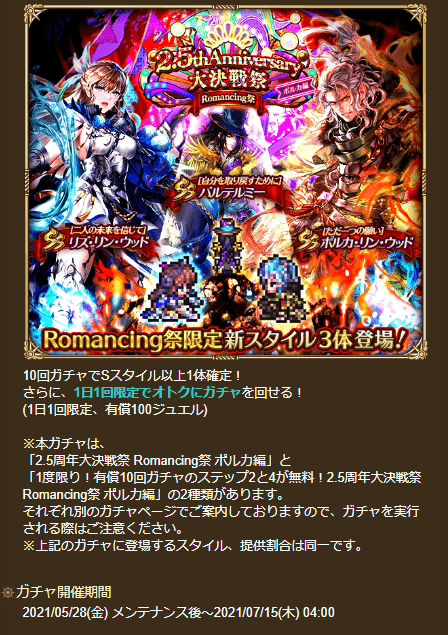 2.5th Anniversary
大決戦祭
ポルカ編
Romancing祭
SS [自分を取り戻すために]
バルテルミー
[二人の未来を信じて]
SS リズ・リン・ウッド
[ただ一つの願い]
SS ポルカ・リン・ウッド
Romancing祭限定新スタイル3体登場!
10回ガチャでSスタイル以上1体確定！
さらに、1日1回限定でオトクにガチャを回せる！
(1日1回限定、有償100ジュエル)
※本ガチャは、
「2.5周年大決戦祭 Romancing祭 ポルカ編」と
「1度限り！有償10回ガチャのステップ2と4が無料！2.5周年大決戦祭
Romancing祭 ポルカ編」の2種類があります。
それぞれ別のガチャページでご案内しておりますので、ガチャを実行
される際はご注意ください。
※上記のガチャに登場するスタイル、提供割合は同一です。
ガチャ開催期間
2021/05/28(金) メンテナンス後～2021/07/15(木) 04:00